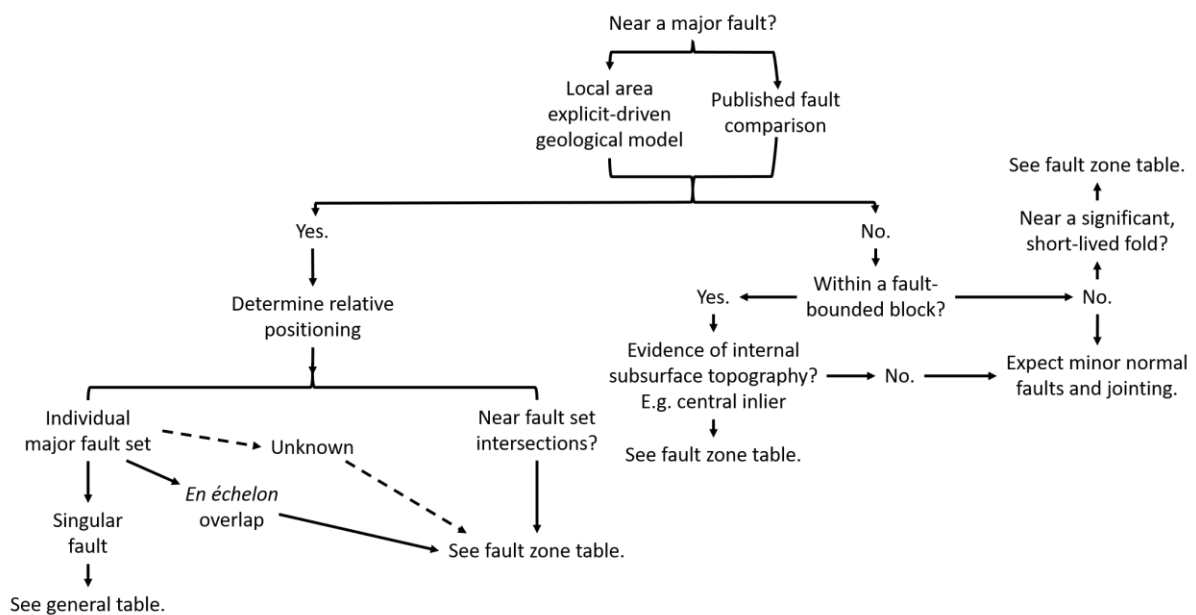 Near a major fault?
Local area
explicit-driven
geological model
Published fault
comparison
Yes.
No.
Determine relative
positioning
Individual
major fault set
Unknown
Near fault set
intersections?
En échelon
overlap
Singular
fault
See fault zone table.
See general table.
Within a fault-
bounded block?
Yes.
No.
Near a significant,
short-lived fold?
See fault zone table.
Evidence of internal
subsurface topography?
E.g. central inlier
No.
Expect minor normal
faults and jointing.
See fault zone table.